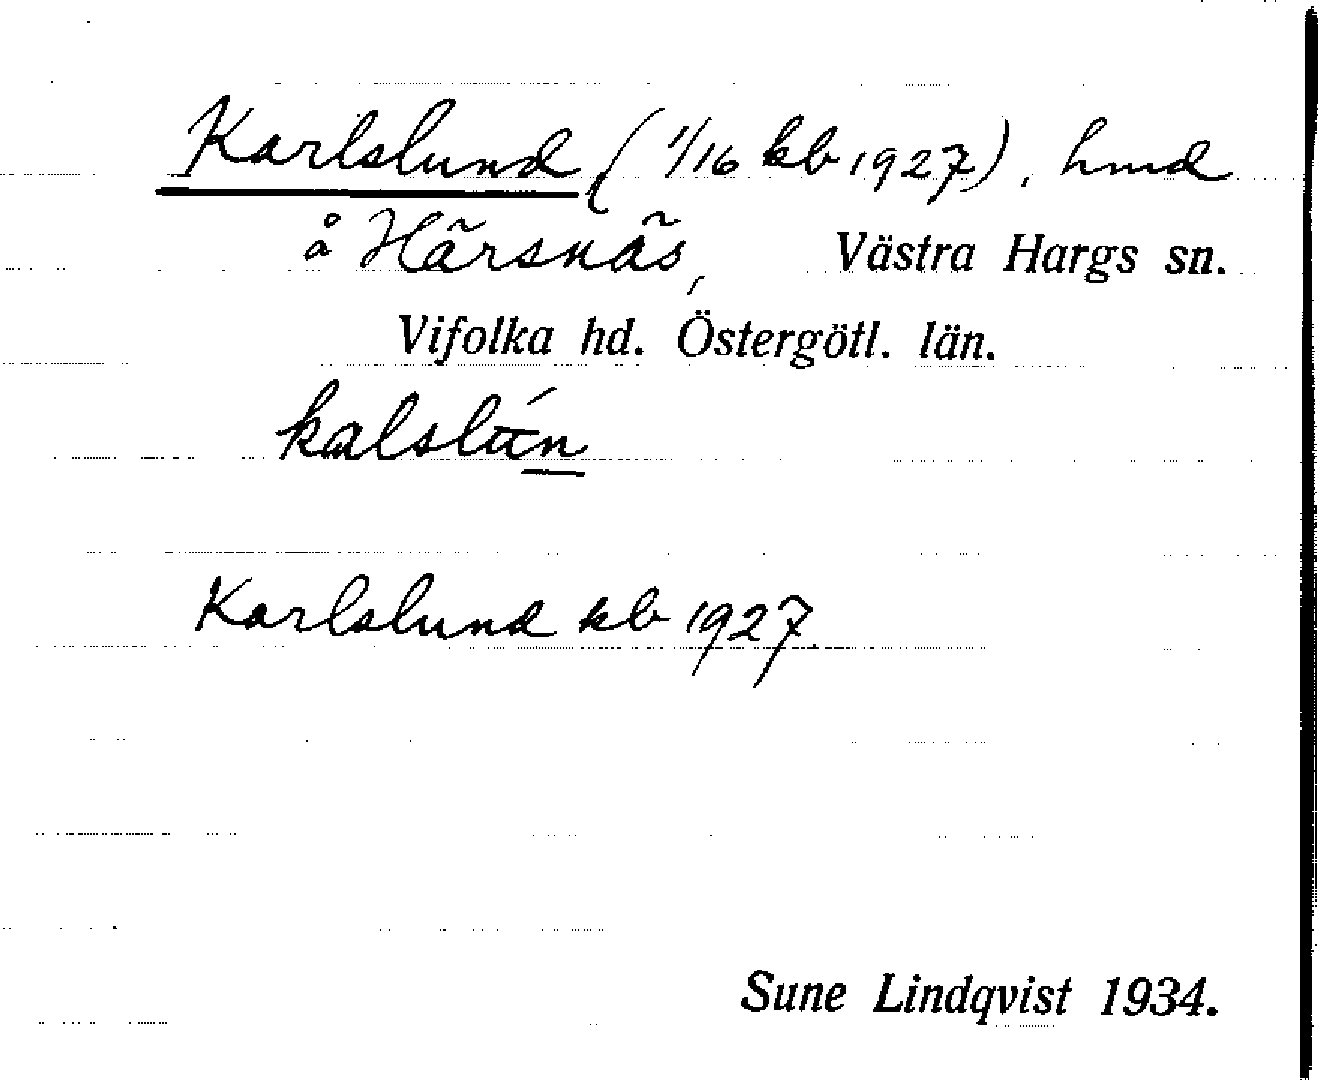 Karlslund (1/16 kb 1927), hmd
å Härsnäs, Västra Hargs sn.
Vifolka hd. Östergötl. län.
kalslún
Karlslund kb 1927.
Sune Lindqvist 1934.